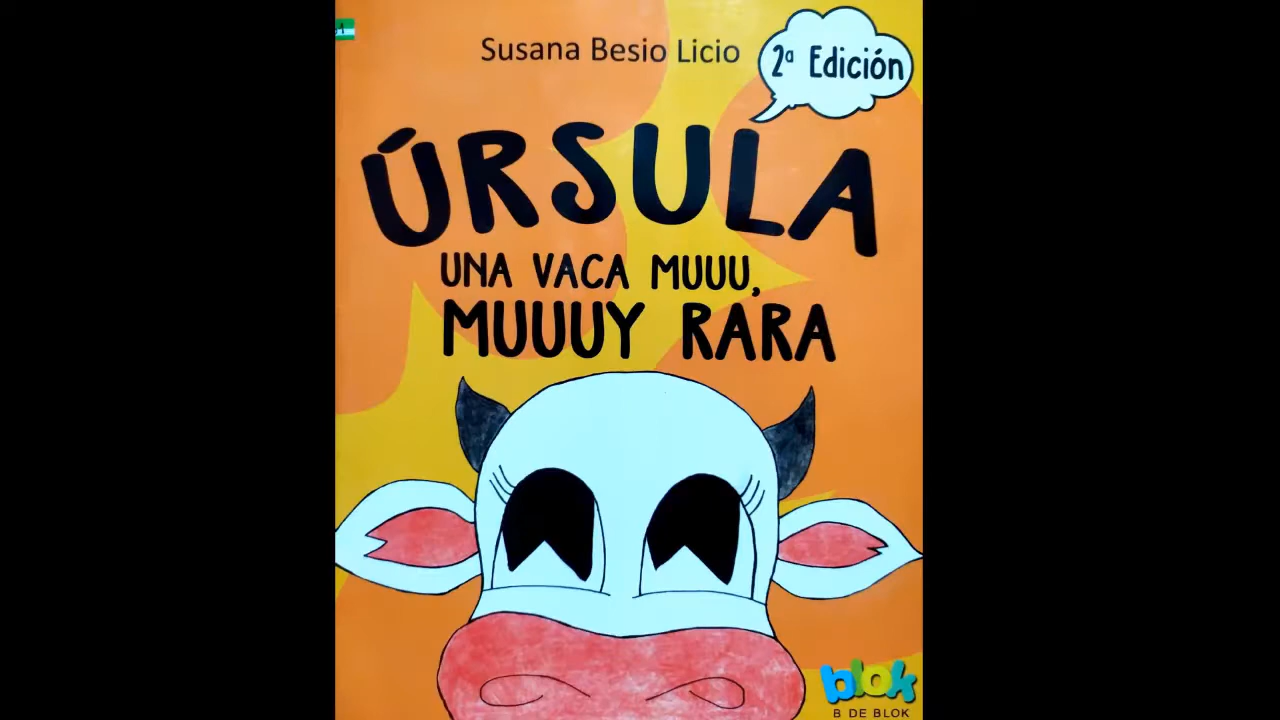 Susana Besio Licio
2ª Edición
ÚRSULA
UNA VACA MUUU,
MUUUY RARA
blok
B DE BLOK